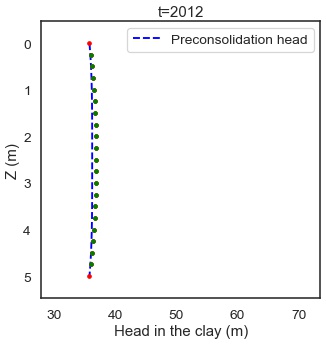 t=2012
Preconsolidation head
0
1
2
3
4
5
Z (m)
30 40 50 60 70
Head in the clay (m)